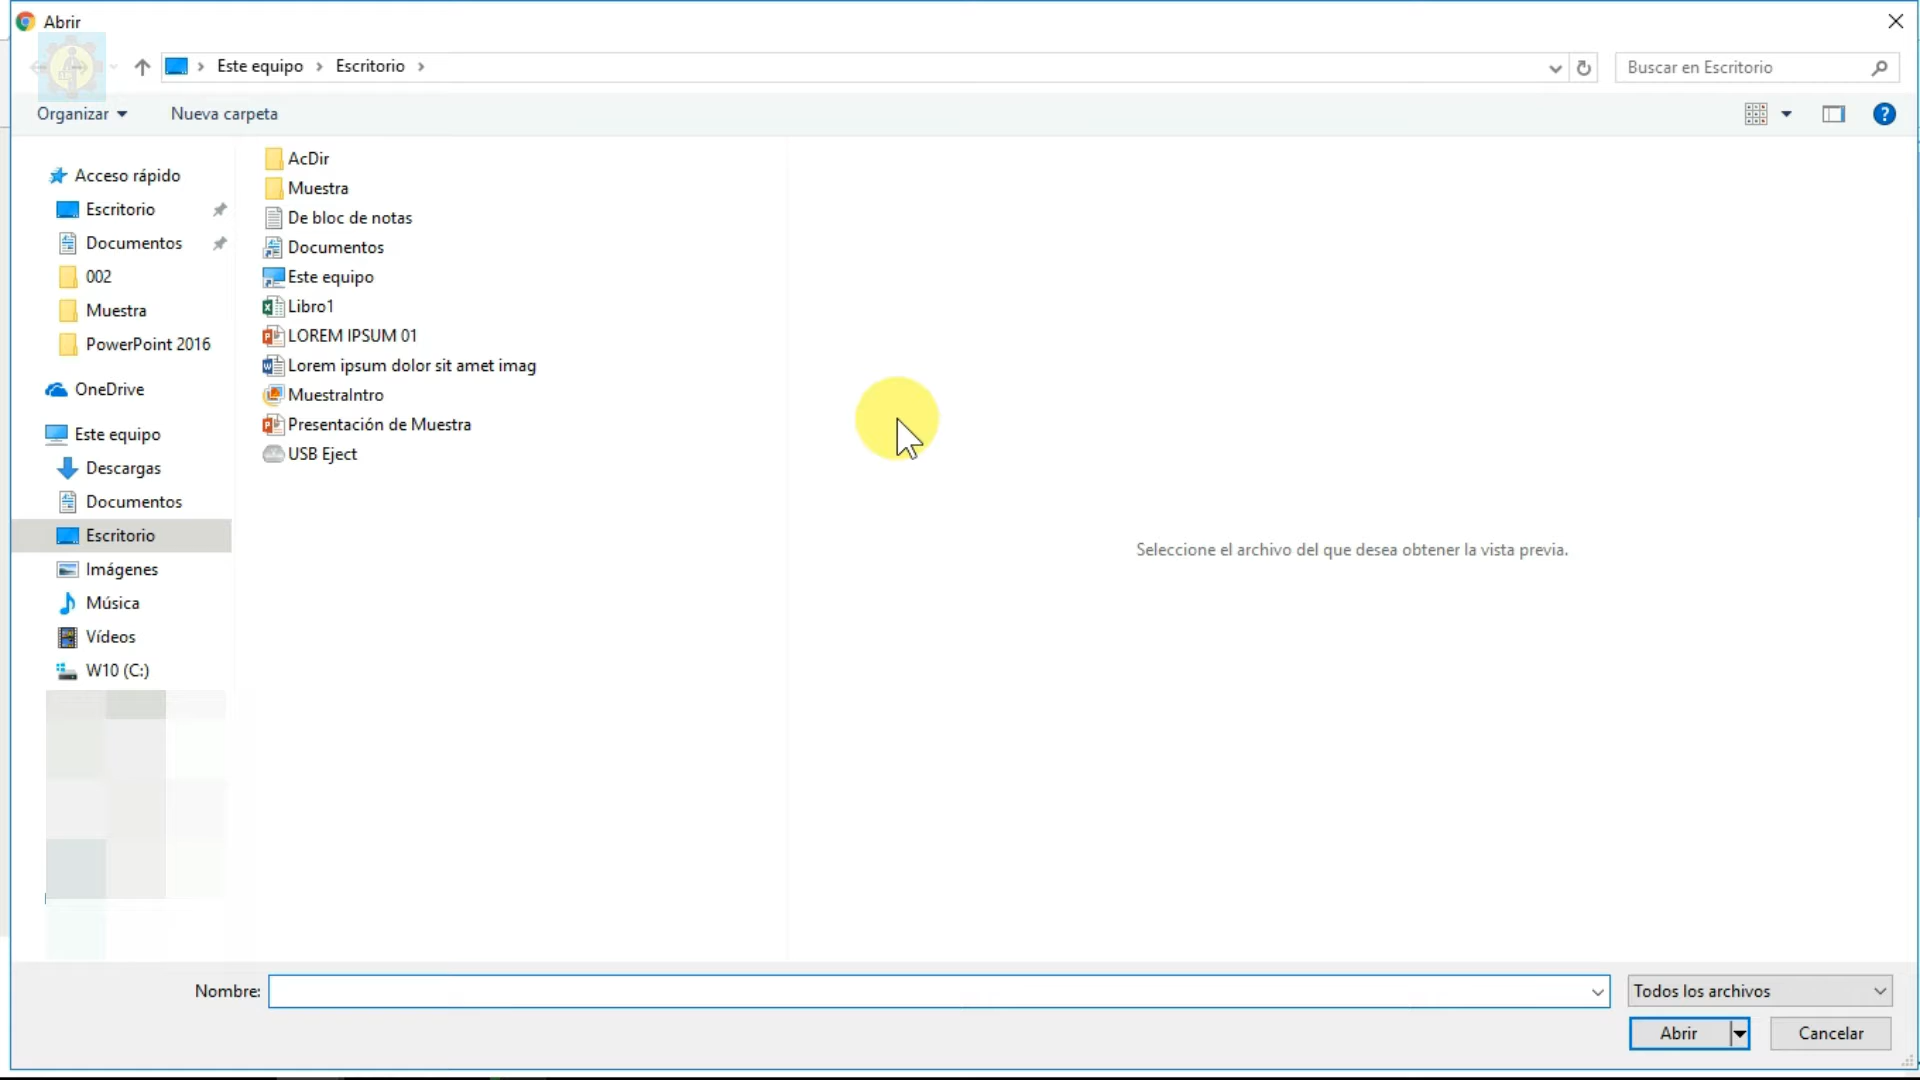 Abrir
Este equipo > Escritorio >
Buscar en Escritorio
Organizar
Nueva carpeta
?
Acceso rápido
Escritorio
Documentos
002
Muestra
PowerPoint 2016
OneDrive
Este equipo
Descargas
Documentos
Escritorio
Imágenes
Música
Vídeos
W10 (C:)
AcDir
Muestra
De bloc de notas
Documentos
Este equipo
Libro1
LOREM IPSUM 01
Lorem ipsum dolor sit amet imag
MuestraIntro
Presentación de Muestra
USB Eject
Seleccione el archivo del que desea obtener la vista previa.
Nombre:
Todos los archivos
Abrir
Cancelar